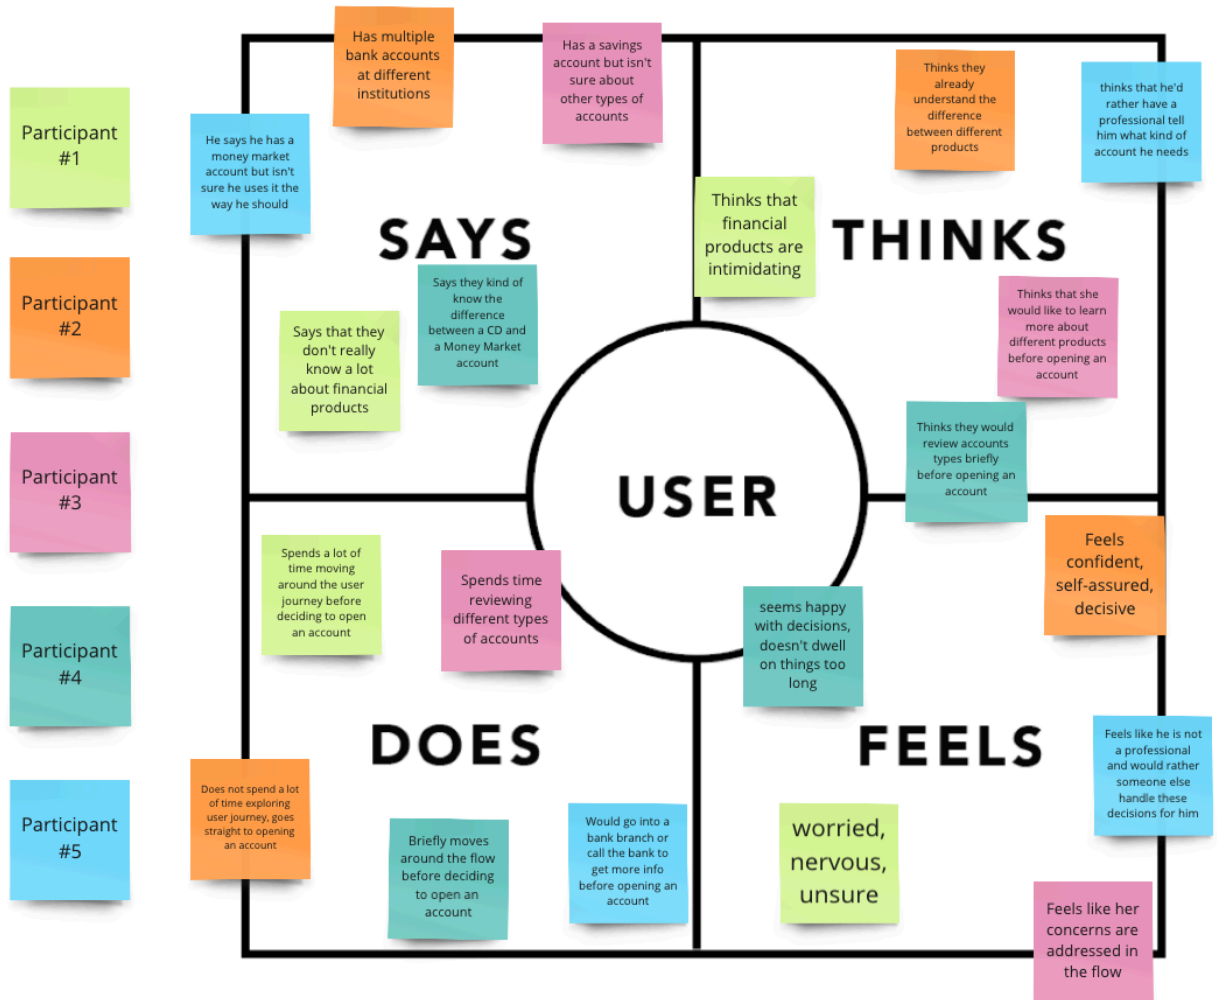 Participant
#1
Participant
#2
Participant
#3
Participant
#4
Participant
#5
Has multiple
bank accounts
at different
institutions
Has a savings
account but isn't
sure about
other types of
accounts
He says he has a
money market
account but isn't
sure he uses it the
way he should
SAYS
Says they kind of
know the
difference
between a CD and
a Money Market
account
Says that they
don't really
know a lot
about financial
products
Thinks they
already
understand the
difference
between different
products
thinks that he'd
rather have a
professional tell
him what kind of
account he needs
Thinks that
financial
products are
intimidating
THINKS
Thinks that she
would like to learn
more about
different products
before opening an
account
Thinks they would
review accounts
types briefly
before opening an
account
USER
Spends a lot of
time moving
around the user
journey before
deciding to open
an account
Spends time
reviewing
different types
of accounts
DOES
Does not spend a lot
of time exploring
user journey, goes
straight to opening
an account
Briefly moves
around the flow
before deciding
to open an
account
Would go into a
bank branch or
call the bank to
get more info
before opening an
account
Feels
confident,
self-assured,
decisive
seems happy
with decisions,
doesn't dwell
on things too
long
FEELS
Feels like he is not
a professional
and would rather
someone else
handle these
decisions for him
worried,
nervous,
unsure
Feels like her
concerns are
addressed in
the flow